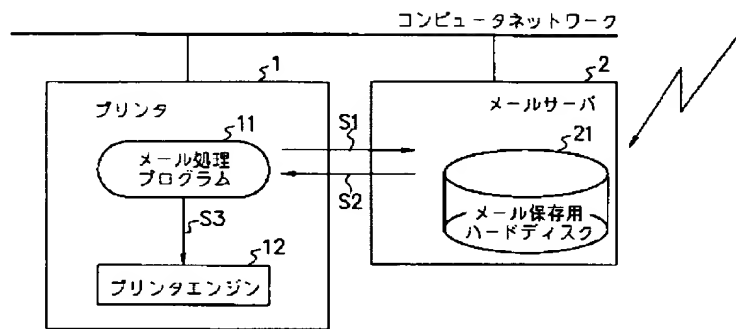 コンピュータネットワーク
1
2
プリンタ
メールサーバ
11
S1
21
メール処理
プログラム
S2
メール保存用
ハードディスク
S3
12
プリンタエンジン